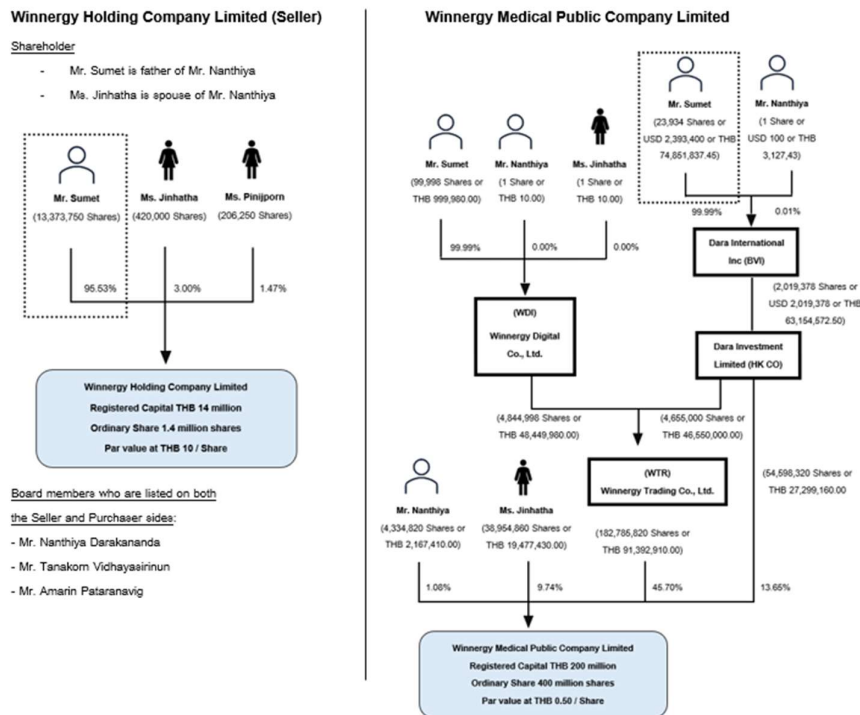 Winnergy Holding Company Limited (Seller)
Shareholder
- Mr. Sumet is father of Mr. Nanthiya
- Ms. Jinhatha is spouse of Mr. Nanthiya
Mr. Sumet
(13,373,750 Shares)
Ms. Jinhatha
(420,000 Shares)
Ms. Pinijporn
(206,250 Shares)
95.53%
3.00%
1.47%
Winnergy Holding Company Limited
Registered Capital THB 14 million
Ordinary Share 1.4 million shares
Par value at THB 10 / Share
Board members who are listed on both
the Seller and Purchaser sides:
- Mr. Nanthiya Darakananda
- Mr. Tanakorn Vidhayasirinun
- Mr. Amarin Pataranavig
Winnergy Medical Public Company Limited
Mr. Sumet
(23,934 Shares or
USD 2,393,400 or THB
74,851,837.45)
Mr. Nanthiya
(1 Share or
USD 100 or THB
3,127,43)
Mr. Sumet
(99,998 Shares or
THB 999,980.00)
Mr. Nanthiya
(1 Share or
THB 10.00)
Ms. Jinhatha
(1 Share or
THB 10.00)
99.99%
0.01%
99.99%
0.00%
0.00%
Dara International
Inc (BVI)
(2,019,378 Shares or
USD 2,019,378 or THB
63,154,572.50)
(WDI)
Winnergy Digital
Co., Ltd.
Dara Investment
Limited (HK CO)
(4,844,998 Shares or
THB 48,449,980.00)
(4,655,000 Shares or
THB 46,550,000.00)
(WTR)
Winnergy Trading Co., Ltd.
(54,598,320 Shares or
THB 27,299,160.00)
Mr. Nanthiya
(4,334,820 Shares or
THB 2,167,410.00)
Ms. Jinhatha
(38,954,860 Shares or
THB 19,477,430.00)
(182,785,820 Shares or
THB 91,392,910.00)
1.08%
9.74%
45.70%
13.65%
Winnergy Medical Public Company Limited
Registered Capital THB 200 million
Ordinary Share 400 million shares
Par value at THB 0.50 / Share